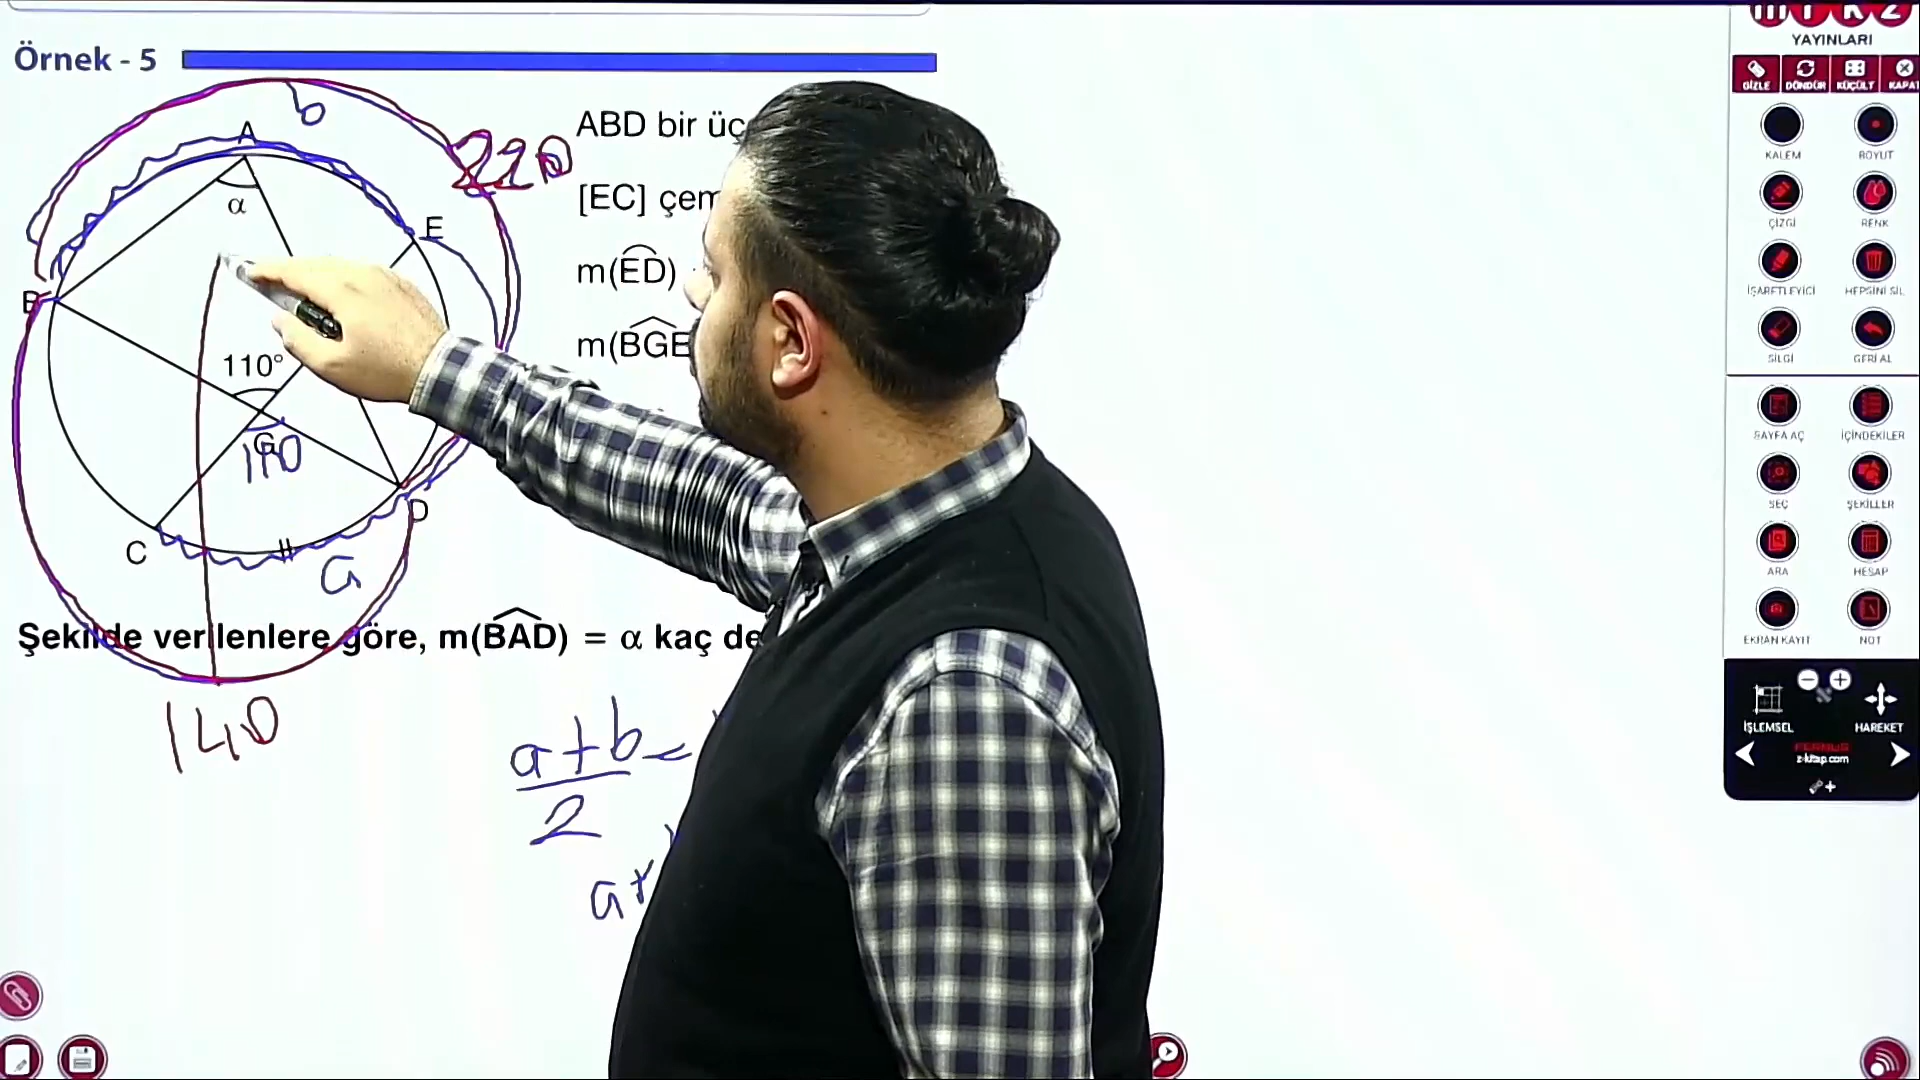 Örnek - 5
ABD bir üç
[EC] çem
m(ED)
m(BGE
A
α
B
E
110°
G
C
D
b
220
110
a
140
Şekilde verilenlere göre, m(BAD) = α kaç de
a+b=
2
a+
YAYINLARI
GİZLE DÖNDÜR KÜÇÜLT KAPAT
KALEM BOYUT
ÇİZGİ RENK
İŞARETLEYİCİ HEPSİNİ SİL
SİLGİ GERİ AL
SAYFA AÇ İÇİNDEKİLER
SEÇ ŞEKİLLER
ARA HESAP
EKRAN KAYIT NOT
İŞLEMSEL HAREKET
FERNUS
z-kitap.com